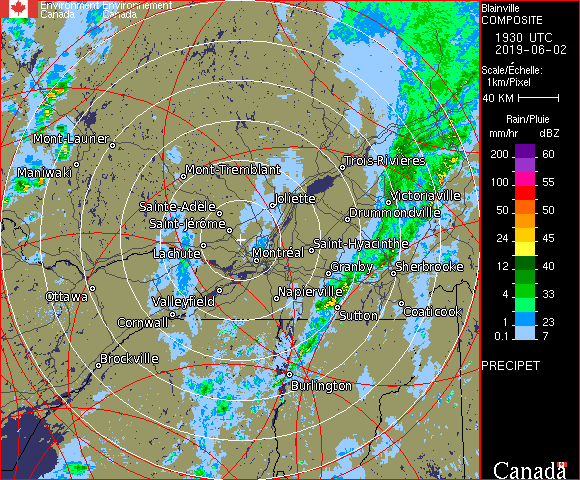 Environment Environnement
Canada Canada
Blainville
COMPOSITE
1930 UTC
2019-06-02
Scale/Échelle:
1km/Pixel
40 KM
Rain/Pluie
mm/hr dBZ
200 60
100 55
50 50
24 45
12 40
4 33
1 23
0.1 7
PRECIPET
Canada
Mont-Laurier
Maniwaki
Mont-Tremblant
Trois-Rivieres
Joliette
Victoriaville
Sainte-Adele
Drummondville
Saint-Jérome
Lachute
Montréal
Saint-Hyacinthe
Granby
Sherbrooke
Ottawa
Valleyfield
Napierville
Cornwall
Sutton
Coaticook
Brockville
Burlington